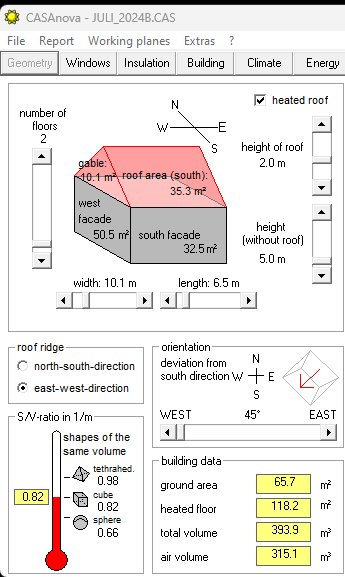 CASAnova - JULI_2024B.CAS
File Report Working planes Extras ?
Geometry Windows Insulation Building Climate Energy
number of
floors
2
N
W E
S
heated roof
height of roof
2.0 m
gable:
10.1 m²
roof area (south):
35.3 m²
west
facade
50.5 m²
south facade
32.5 m²
height
(without roof)
5.0 m
width: 10.1 m
length: 6.5 m
roof ridge
north-south-direction
east-west-direction
orientation
deviation from
south direction
N
W E
S
WEST 45° EAST
S/V-ratio in 1/m
shapes of the
same volume
tethrahed.
0.98
cube
0.82
sphere
0.66
0.82
building data
ground area 65.7 m²
heated floor 118.2 m²
total volume 393.9 m³
air volume 315.1 m³